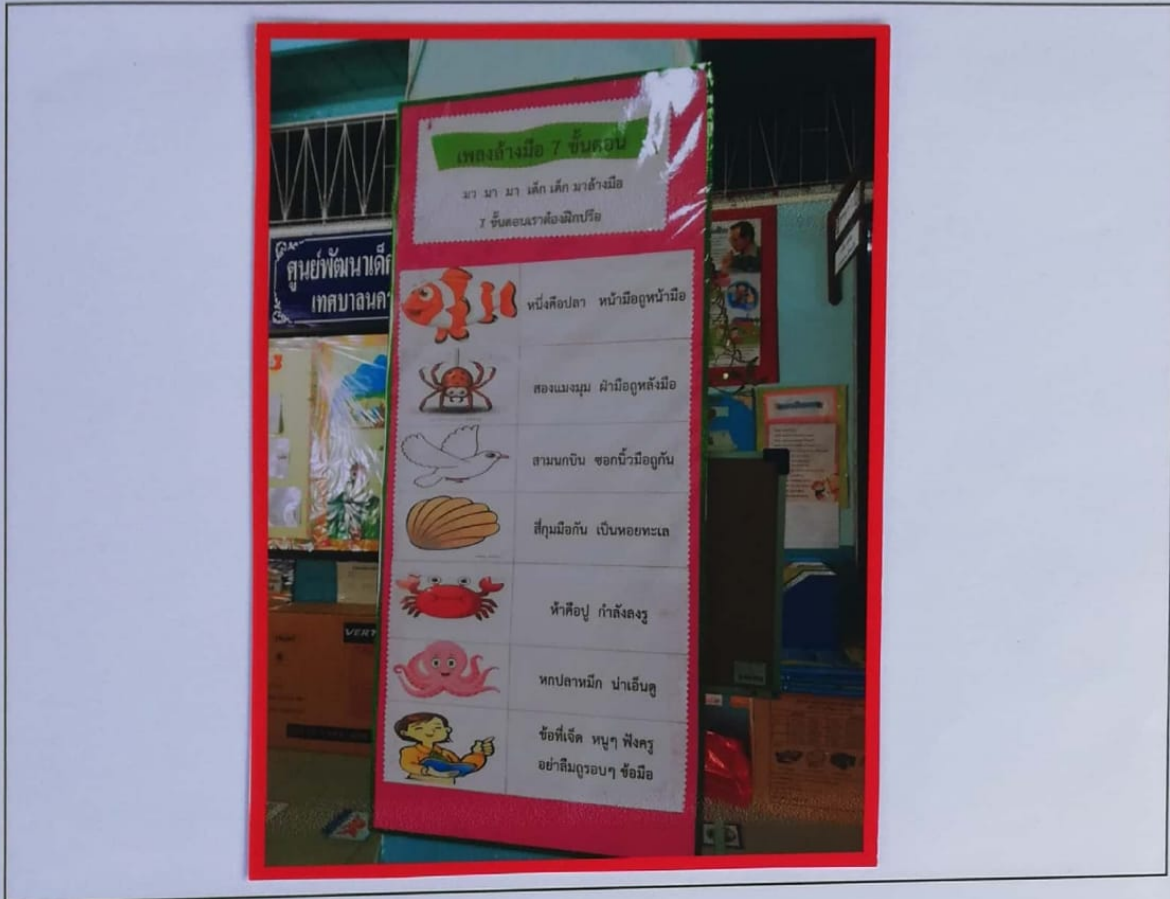 เพลงล้างมือ 7 ขั้นตอน
มา มา มา เด็ก เด็ก มาล้างมือ
7 ขั้นตอนเราต้องฝึกปรือ
หนึ่งคือปลา หน้ามือถูหน้ามือ
สองแมงมุม ฝ่ามือถูหลังมือ
สามนกบิน ซอกนิ้วมือถูกัน
สี่กุมมือกัน เป็นหอยทะเล
ห้าคือปู กำลังลงรู
หกปลาหมึก น่าเอ็นดู
ข้อที่เจ็ด หนูๆ ฟังครู
อย่าลืมถูรอบๆ ข้อมือ
ศูนย์พัฒนาเด็ก
เทศบาลนคร
VERT